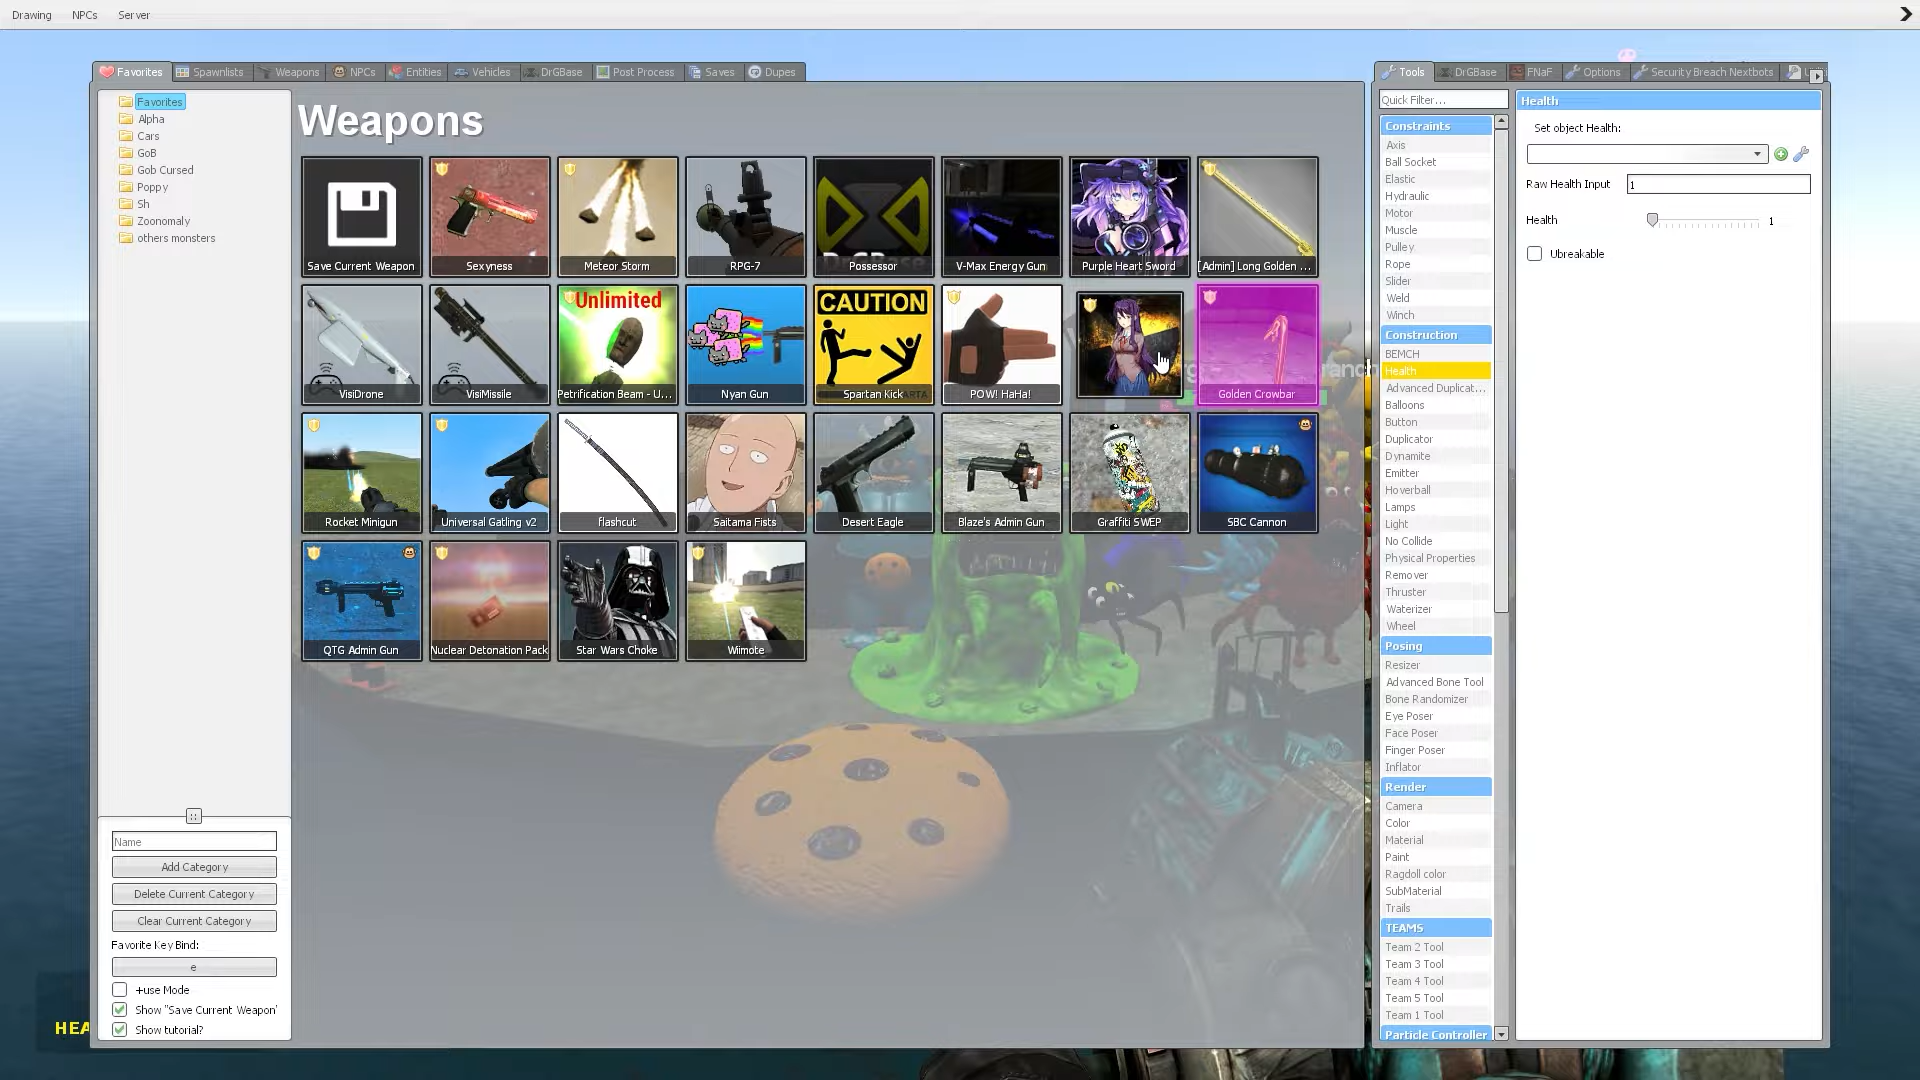 Drawing NPCs Server
Favorites Spawnlists Weapons NPCs Entities Vehicles DrGBase Post Process Saves Dupes
Favorites
Alpha
Cars
GoB
Gob Cursed
Poppy
Sh
Zoonomaly
others monsters
Name
Add Category
Delete Current Category
Clear Current Category
Favorite Key Bind:
e
+use Mode
Show "Save Current Weapon"
Show tutorial?
HEA
Weapons
Save Current Weapon
Sexyness
Meteor Storm
RPG-7
Possessor
V-Max Energy Gun
Purple Heart Sword
[Admin] Long Golden ...
VisiDrone
VisiMissile
Unlimited
Petrification Beam - U...
Nyan Gun
CAUTION
Spartan Kick
POW! HaHa!
Golden Crowbar
Rocket Minigun
Universal Gatling v2
flashcut
Saitama Fists
Desert Eagle
Blaze's Admin Gun
Graffiti SWEP
SBC Cannon
QTG Admin Gun
Nuclear Detonation Pack
Star Wars Choke
Wiimote
Tools DrGBase FNaF Options Security Breach Nextbots
Quick Filter...
Constraints
Axis
Ball Socket
Elastic
Hydraulic
Motor
Muscle
Pulley
Rope
Slider
Weld
Winch
Construction
BEMCH
Health
Advanced Duplicat...
Balloons
Button
Duplicator
Dynamite
Emitter
Hoverball
Lamps
Light
No Collide
Physical Properties
Remover
Thruster
Waterizer
Wheel
Posing
Resizer
Advanced Bone Tool
Bone Randomizer
Eye Poser
Face Poser
Finger Poser
Inflator
Render
Camera
Color
Material
Paint
Ragdoll color
SubMaterial
Trails
TEAMS
Team 2 Tool
Team 3 Tool
Team 4 Tool
Team 5 Tool
Team 1 Tool
Particle Controller
Health
Set object Health:
Raw Health Input 1
Health 1
Ubreakable